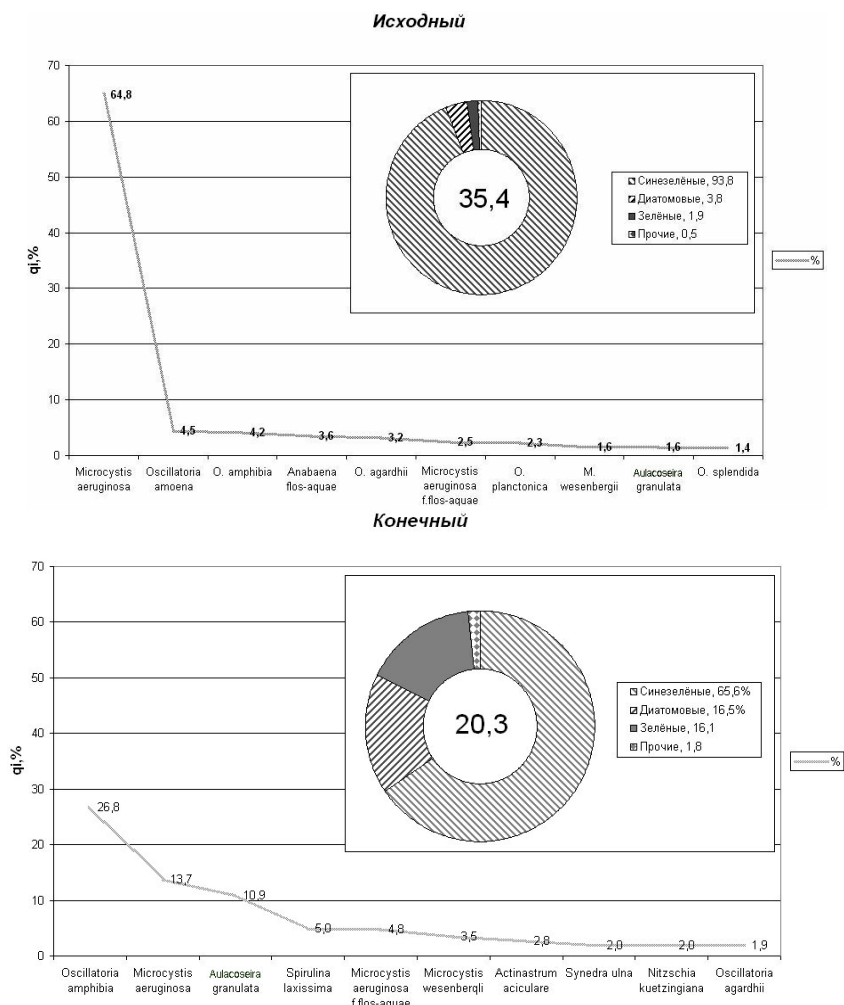 Исходный
70
60
50
40
30
20
10
0
qi,%
64,8
4,5
4,2
3,6
3,2
2,5
2,3
1,6
1,6
1,4
35,4
Синезелёные, 93,8
Диатомовые, 3,8
Зелёные, 1,9
Прочие, 0,5
%
Microcystis
aeruginosa
Oscillatoria
amoena
O. amphibia
Anabaena
flos-aquae
O. agardhii
Microcystis
aeruginosa
f.flos-aquae
O.
planctonica
M.
wesenbergii
Aulacoseira
granulata
O. splendida
Конечный
70
60
50
40
30
20
10
0
qi,%
26,8
13,7
10,9
5,0
4,8
3,5
2,8
2,0
2,0
1,9
20,3
Синезелёные, 65,6%
Диатомовые, 16,5%
Зелёные, 16,1
Прочие, 1,8
%
Oscillatoria
amphibia
Microcystis
aeruginosa
Aulacoseira
granulata
Spirulina
laxissima
Microcystis
aeruginosa
f.flos-aquae
Microcystis
wesenberqli
Actinastrum
aciculare
Synedra ulna
Nitzschia
kuetzingiana
Oscillatoria
agardhii